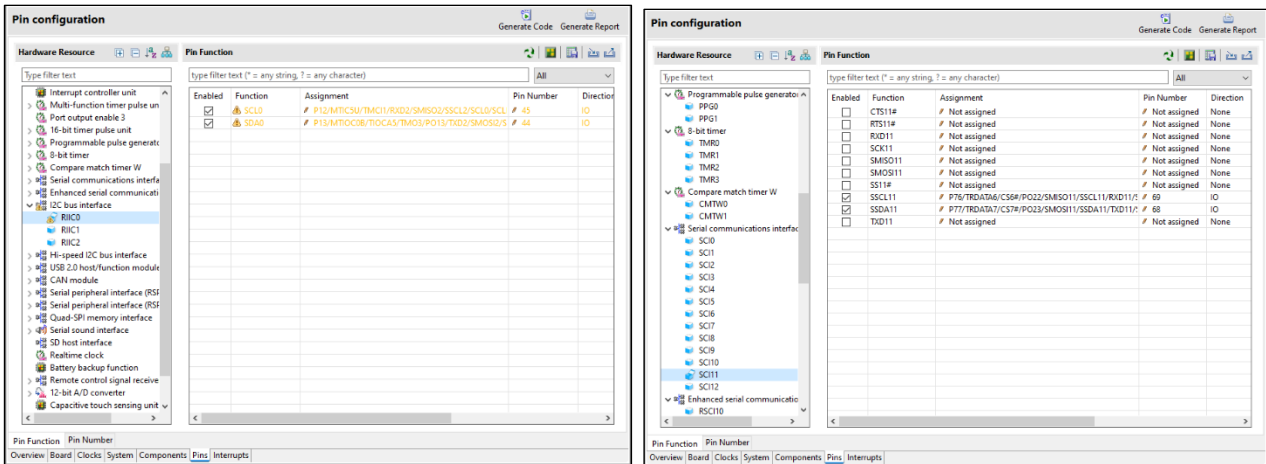 Pin configuration
Generate Code Generate Report
Hardware Resource
Pin Function
Type filter text
type filter text (* = any string, ? = any character)
All
Interrupt controller unit
Multi-function timer pulse un
Port output enable 3
16-bit timer pulse unit
Programmable pulse generato
8-bit timer
Compare match timer W
Serial communications interfa
Enhanced serial communicati
I2C bus interface
RIIC0
RIIC1
RIIC2
Hi-speed I2C bus interface
USB 2.0 host/function module
CAN module
Serial peripheral interface (RSP
Serial peripheral interface (RSP
Quad-SPI memory interface
Serial sound interface
SD host interface
Realtime clock
Battery backup function
Remote control signal receive
12-bit A/D converter
Capacitive touch sensing unit
Enabled Function Assignment Pin Number Direction
SCL0 P12/MTIC5U/TMCI1/RXD2/SMISO2/SSCL2/SCL0/SCL 45 IO
SDA0 P13/MTIOC0B/TIOCA5/TMO3/PO13/TXD2/SMOSI2/S 44 IO
Pin Function Pin Number
Overview Board Clocks System Components Pins Interrupts
Pin configuration
Generate Code Generate Report
Hardware Resource
Pin Function
Type filter text
type filter text (* = any string, ? = any character)
All
Programmable pulse generator
PPG0
PPG1
8-bit timer
TMR0
TMR1
TMR2
TMR3
Compare match timer W
CMTW0
CMTW1
Serial communications interfac
SCI0
SCI1
SCI2
SCI3
SCI4
SCI5
SCI6
SCI7
SCI8
SCI9
SCI10
SCI11
SCI12
Enhanced serial communicatio
RSCI10
Enabled Function Assignment Pin Number Direction
CTS11# Not assigned Not assigned None
RTS11# Not assigned Not assigned None
RXD11 Not assigned Not assigned None
SCK11 Not assigned Not assigned None
SMISO11 Not assigned Not assigned None
SMOSI11 Not assigned Not assigned None
SS11# Not assigned Not assigned None
SSCL11 P76/TRDATA6/CS6#/PO22/SMISO11/SSCL11/RXD11/S 69 IO
SSDA11 P77/TRDATA7/CS7#/PO23/SMOSI11/SSDA11/TXD11/S 68 IO
TXD11 Not assigned Not assigned None
Pin Function Pin Number
Overview Board Clocks System Components Pins Interrupts